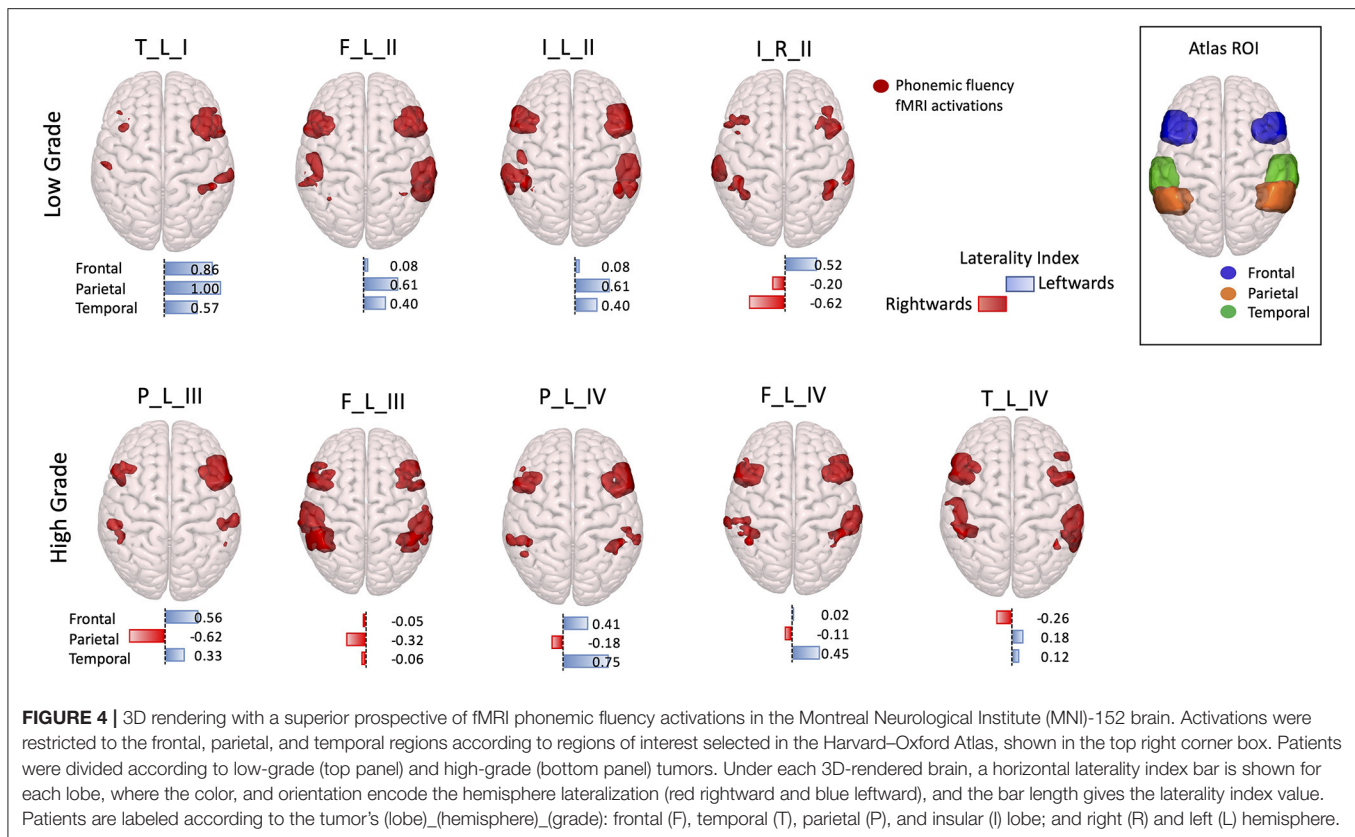 T_L_I
F_L_II
I_L_II
I_R_II
Phonemic fluency
fMRI activations
Atlas ROI
Low Grade
Frontal
Parietal
Temporal
0.86
1.00
0.57
0.08
0.61
0.40
0.08
0.61
0.40
0.52
-0.20
-0.62
Laterality Index
Leftwards
Rightwards
Frontal
Parietal
Temporal
P_L_III
F_L_III
P_L_IV
F_L_IV
T_L_IV
High Grade
Frontal
Parietal
Temporal
0.56
-0.62
0.33
-0.05
-0.32
-0.06
0.41
-0.18
0.75
0.02
-0.11
0.45
-0.26
0.18
0.12
FIGURE 4 | 3D rendering with a superior prospective of fMRI phonemic fluency activations in the Montreal Neurological Institute (MNI)-152 brain. Activations were
restricted to the frontal, parietal, and temporal regions according to regions of interest selected in the Harvard–Oxford Atlas, shown in the top right corner box. Patients
were divided according to low-grade (top panel) and high-grade (bottom panel) tumors. Under each 3D-rendered brain, a horizontal laterality index bar is shown for
each lobe, where the color, and orientation encode the hemisphere lateralization (red rightward and blue leftward), and the bar length gives the laterality index value.
Patients are labeled according to the tumor's (lobe)_(hemisphere)_(grade): frontal (F), temporal (T), parietal (P), and insular (I) lobe; and right (R) and left (L) hemisphere.